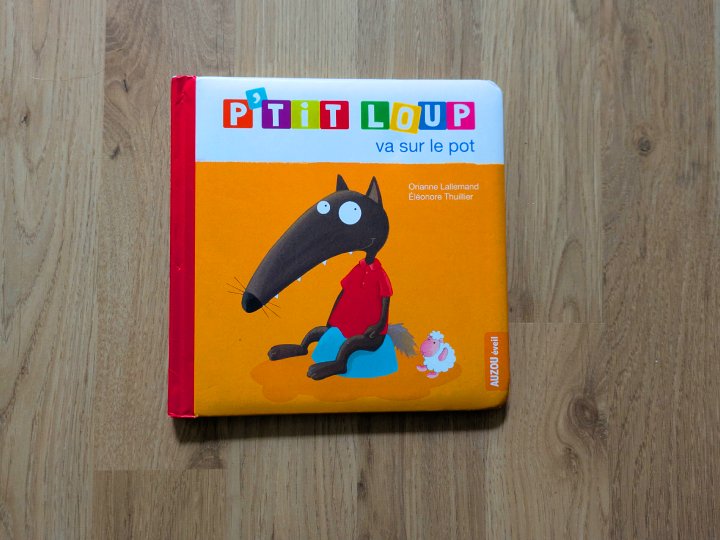 P'TiT LOUP
va sur le pot
Orianne Lallemand
Éléonore Thuillier
AUZOU éveil